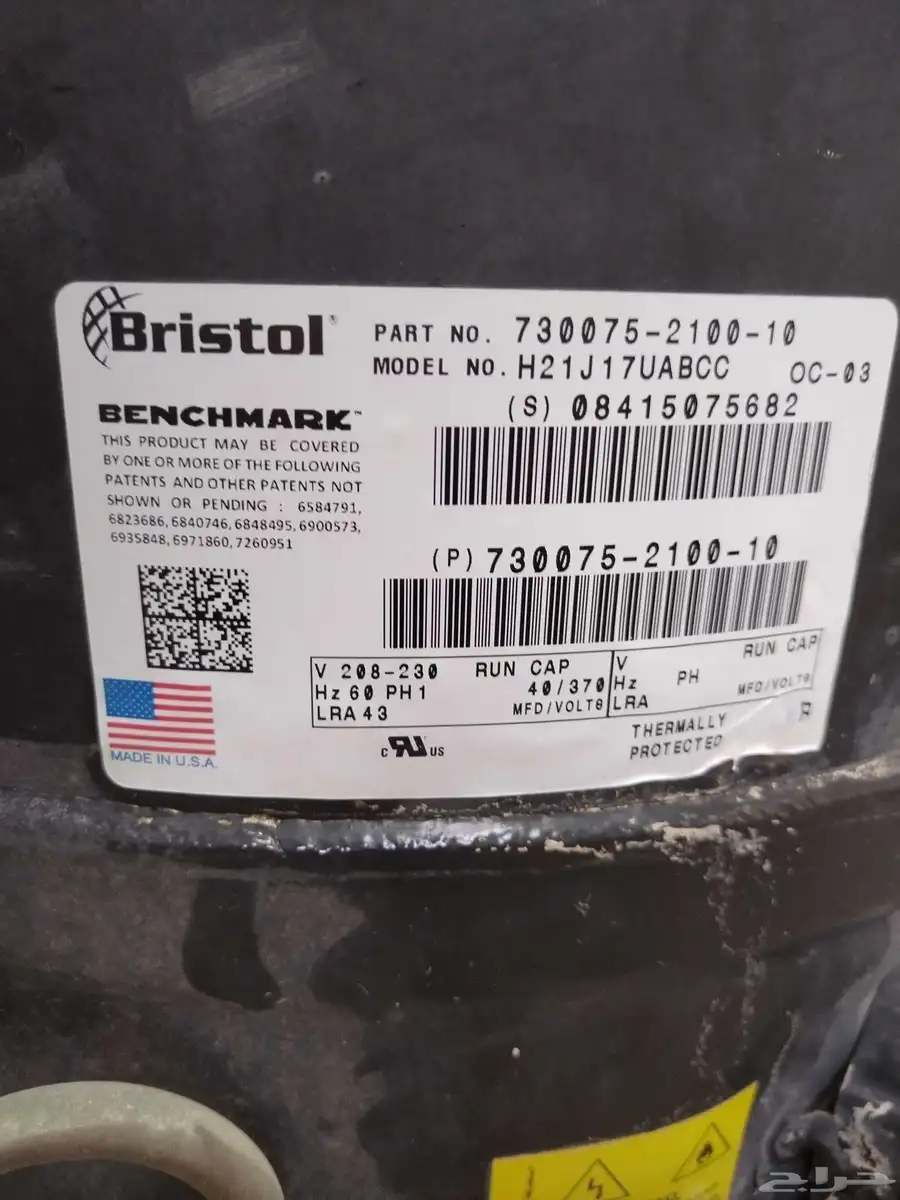 Bristol®
PART NO. 730075-2100-10
MODEL NO. H21J17UABCC OC-03
(S) 08415075682
BENCHMARK™
THIS PRODUCT MAY BE COVERED
BY ONE OR MORE OF THE FOLLOWING
PATENTS AND OTHER PATENTS NOT
SHOWN OR PENDING : 6584791,
6823686, 6840746, 6848495, 6900573,
6935848, 6971860, 7260951
(P) 730075-2100-10
V 208-230 RUN CAP
Hz 60 PH 1 40/370
LRA 43 MFD/VOLTS
V RUN CAP
Hz PH MFD/VOLTS
LRA
MADE IN U.S.A.
c RU US
THERMALLY
PROTECTED
حراج